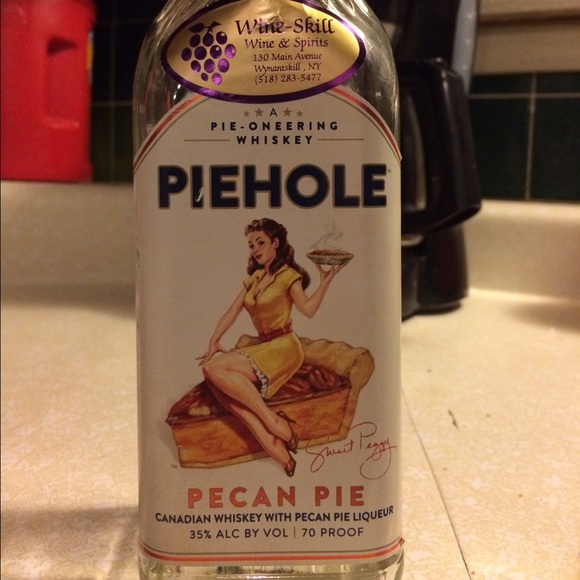 Wine-Skill
Wine & Spirits
130 Main Avenue
Wynantskill, NY
(518) 283-5477
A
PIE-ONEERING
WHISKEY
PIEHOLE
Sweet Peggy
PECAN PIE
CANADIAN WHISKEY WITH PECAN PIE LIQUEUR
35% ALC BY VOL | 70 PROOF